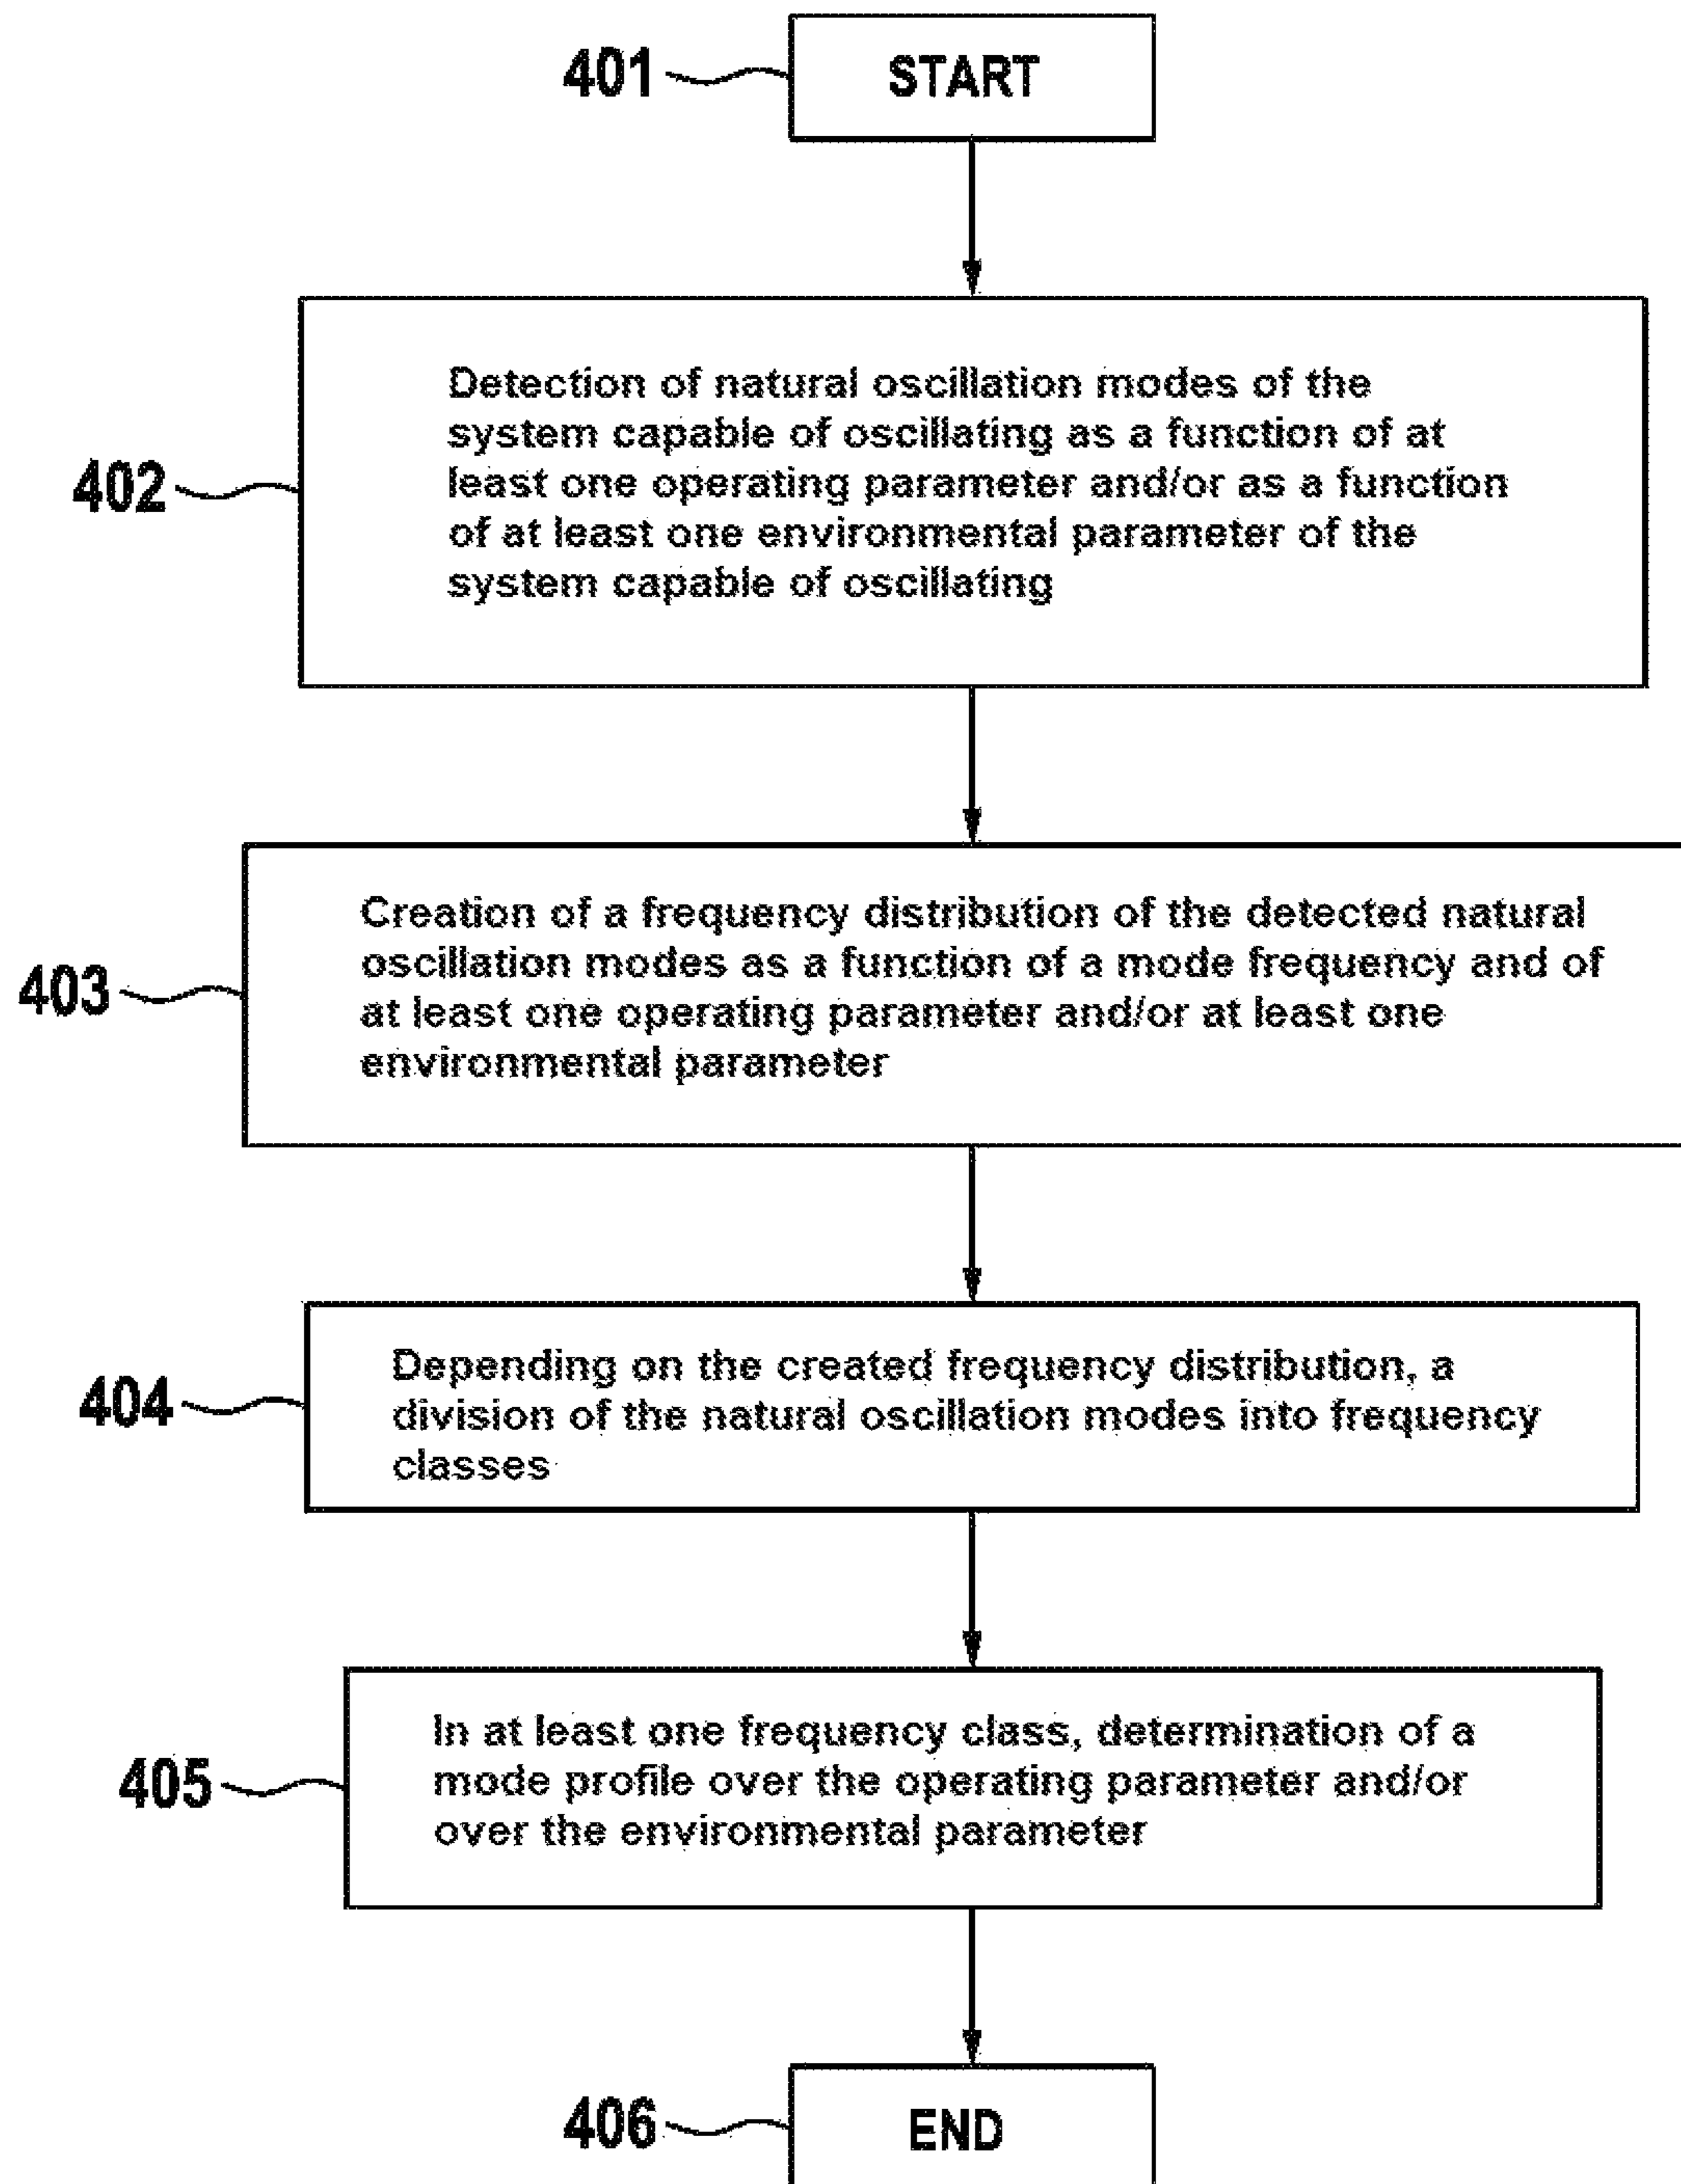 401
START
402
Detection of natural oscillation modes of the
system capable of oscillating as a function of at
least one operating parameter and/or as a function
of at least one environmental parameter of the
system capable of oscillating
403
Creation of a frequency distribution of the detected natural
oscillation modes as a function of a mode frequency and of
at least one operating parameter and/or at least one
environmental parameter
404
Depending on the created frequency distribution, a
division of the natural oscillation modes into frequency
classes
405
In at least one frequency class, determination of a
mode profile over the operating parameter and/or
over the environmental parameter
406
END